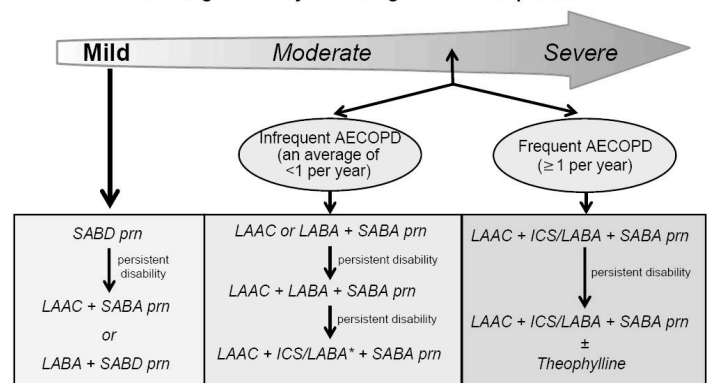 Mild Moderate Severe
Infrequent AECOPD
(an average of
<1 per year)
Frequent AECOPD
(≥ 1 per year)
SABD prn
persistent
disability
LAAC + SABA prn
or
LABA + SABD prn
LAAC or LABA + SABA prn
persistent disability
LAAC + LABA + SABA prn
persistent disability
LAAC + ICS/LABA* + SABA prn
LAAC + ICS/LABA + SABA prn
persistent disability
LAAC + ICS/LABA + SABA prn
±
Theophylline